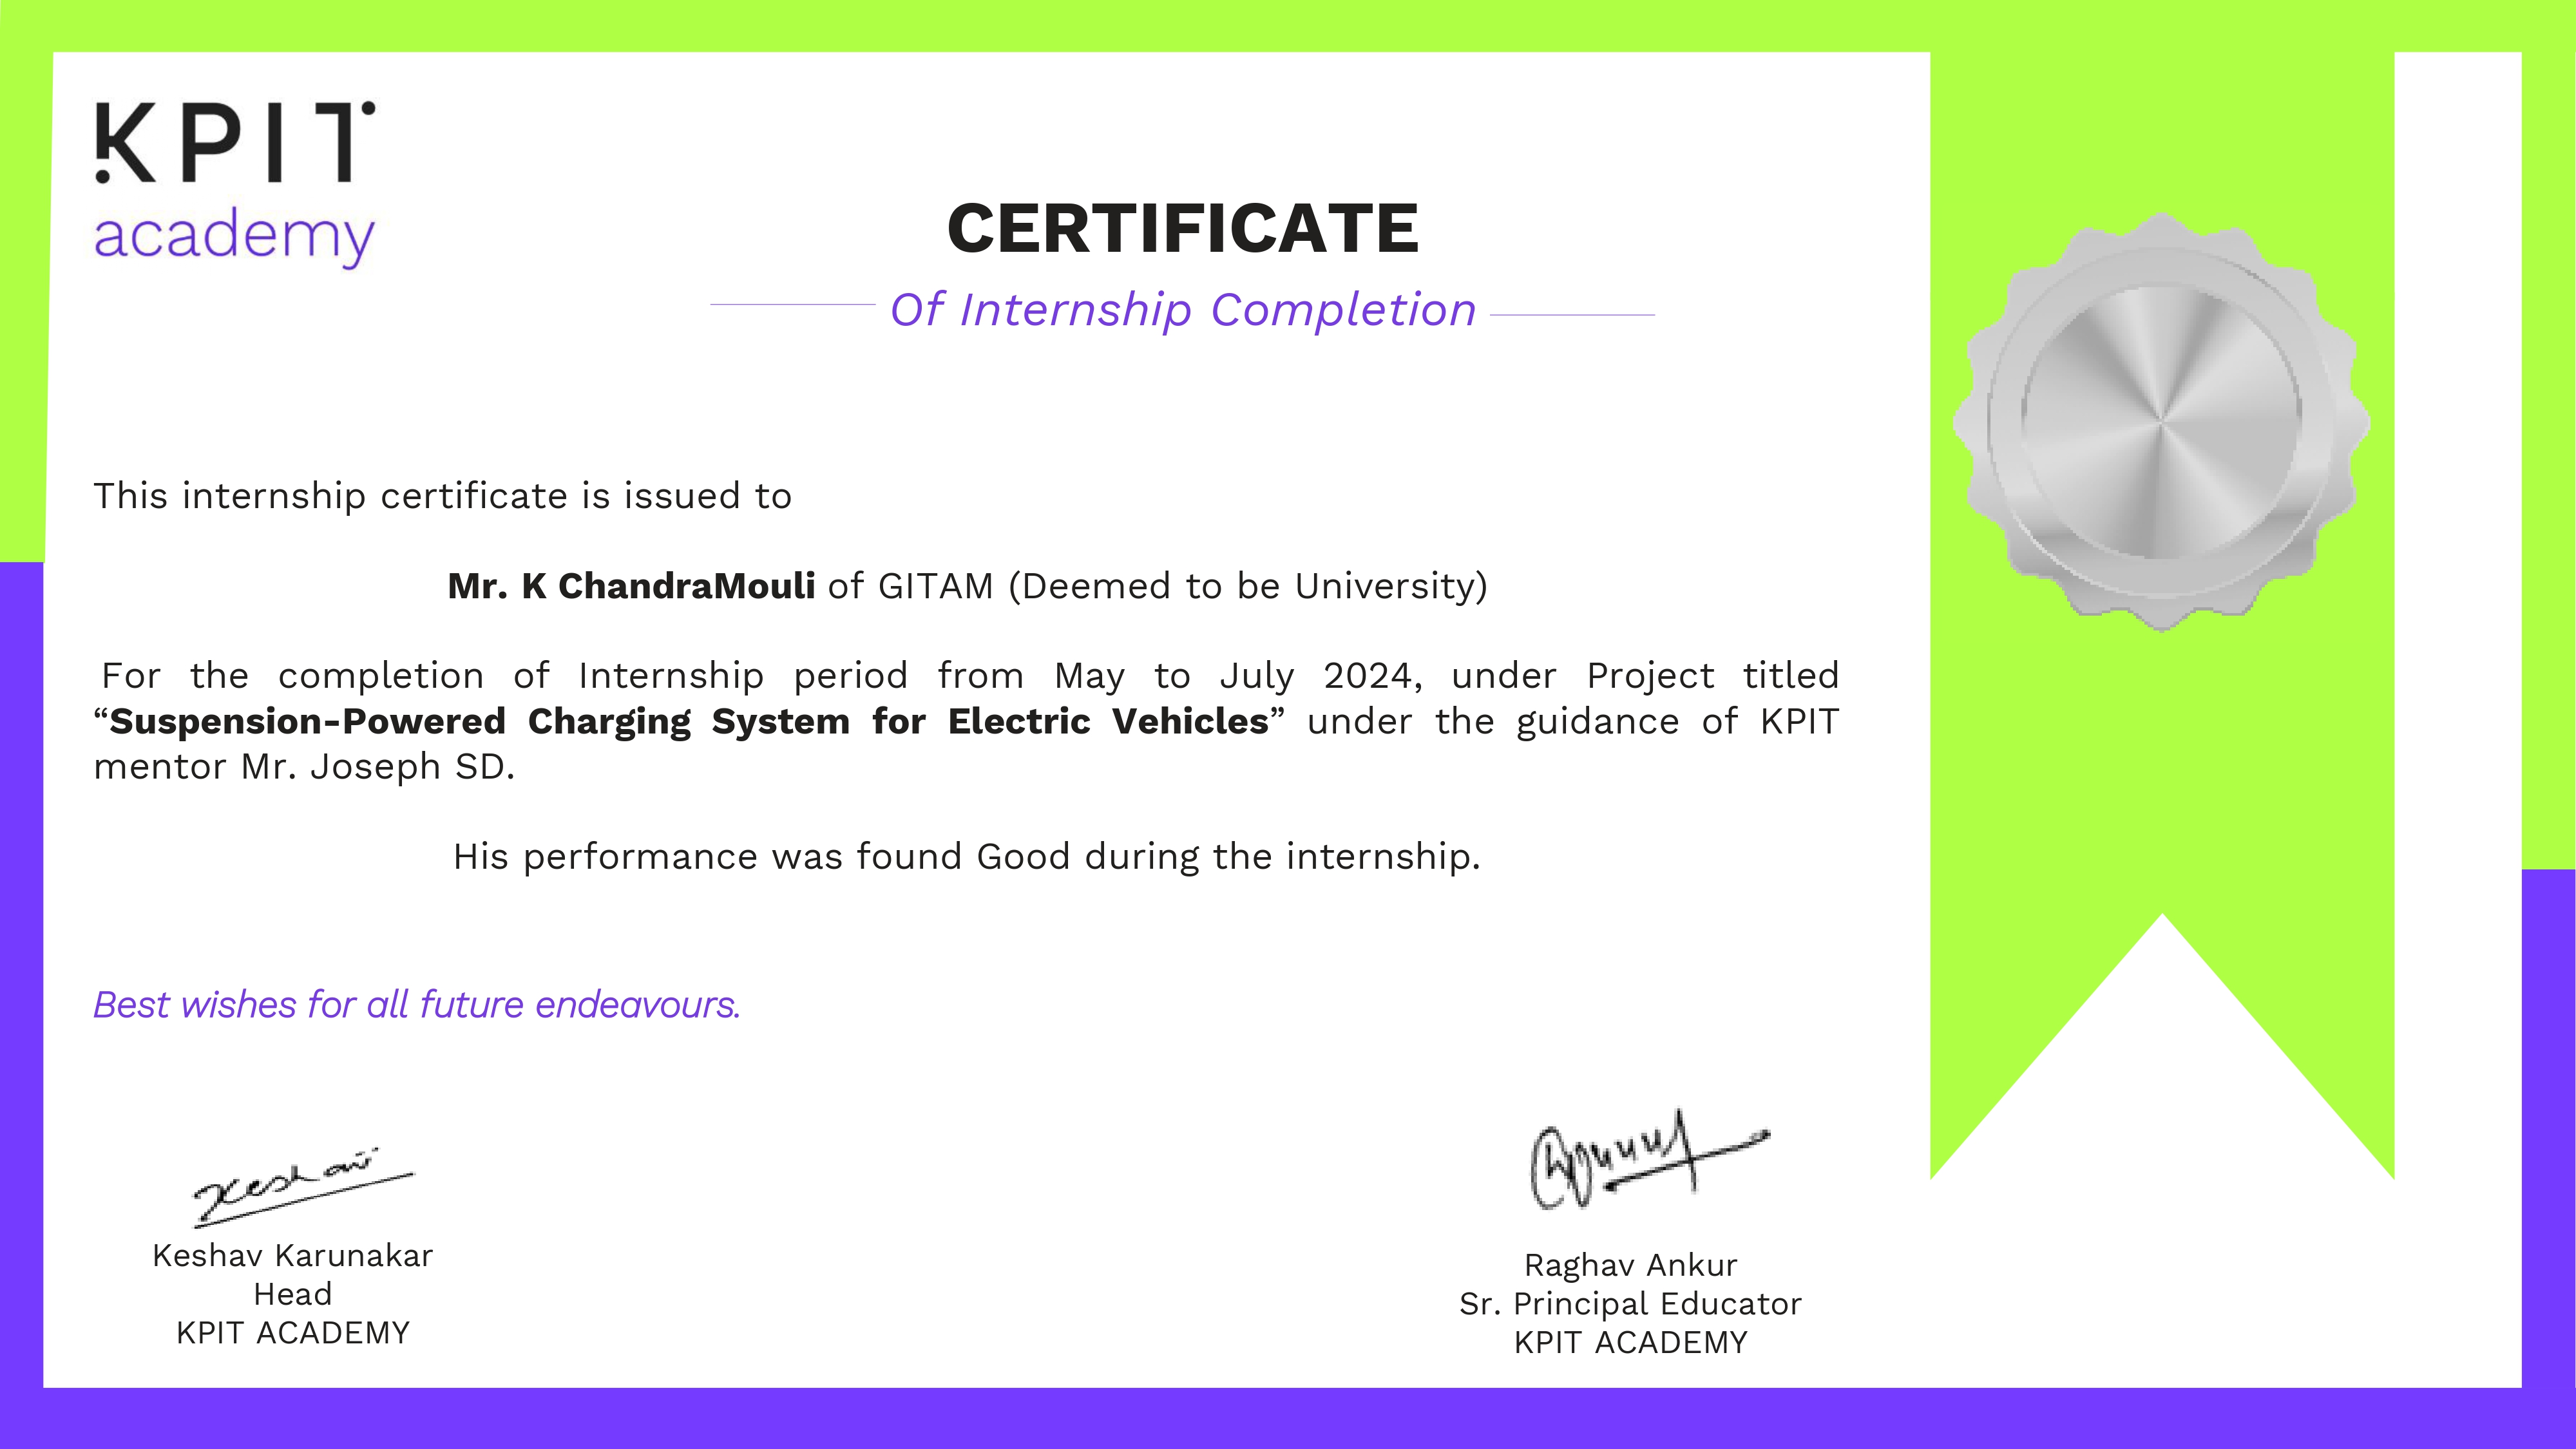 KPIT
academy
CERTIFICATE
Of Internship Completion
This internship certificate is issued to
Mr. K ChandraMouli of GITAM (Deemed to be University)
For the completion of Internship period from May to July 2024, under Project titled
“Suspension-Powered Charging System for Electric Vehicles” under the guidance of KPIT
mentor Mr. Joseph SD.
His performance was found Good during the internship.
Best wishes for all future endeavours.
Keshav
Keshav Karunakar
Head
KPIT ACADEMY
Raghav Ankur
Sr. Principal Educator
KPIT ACADEMY